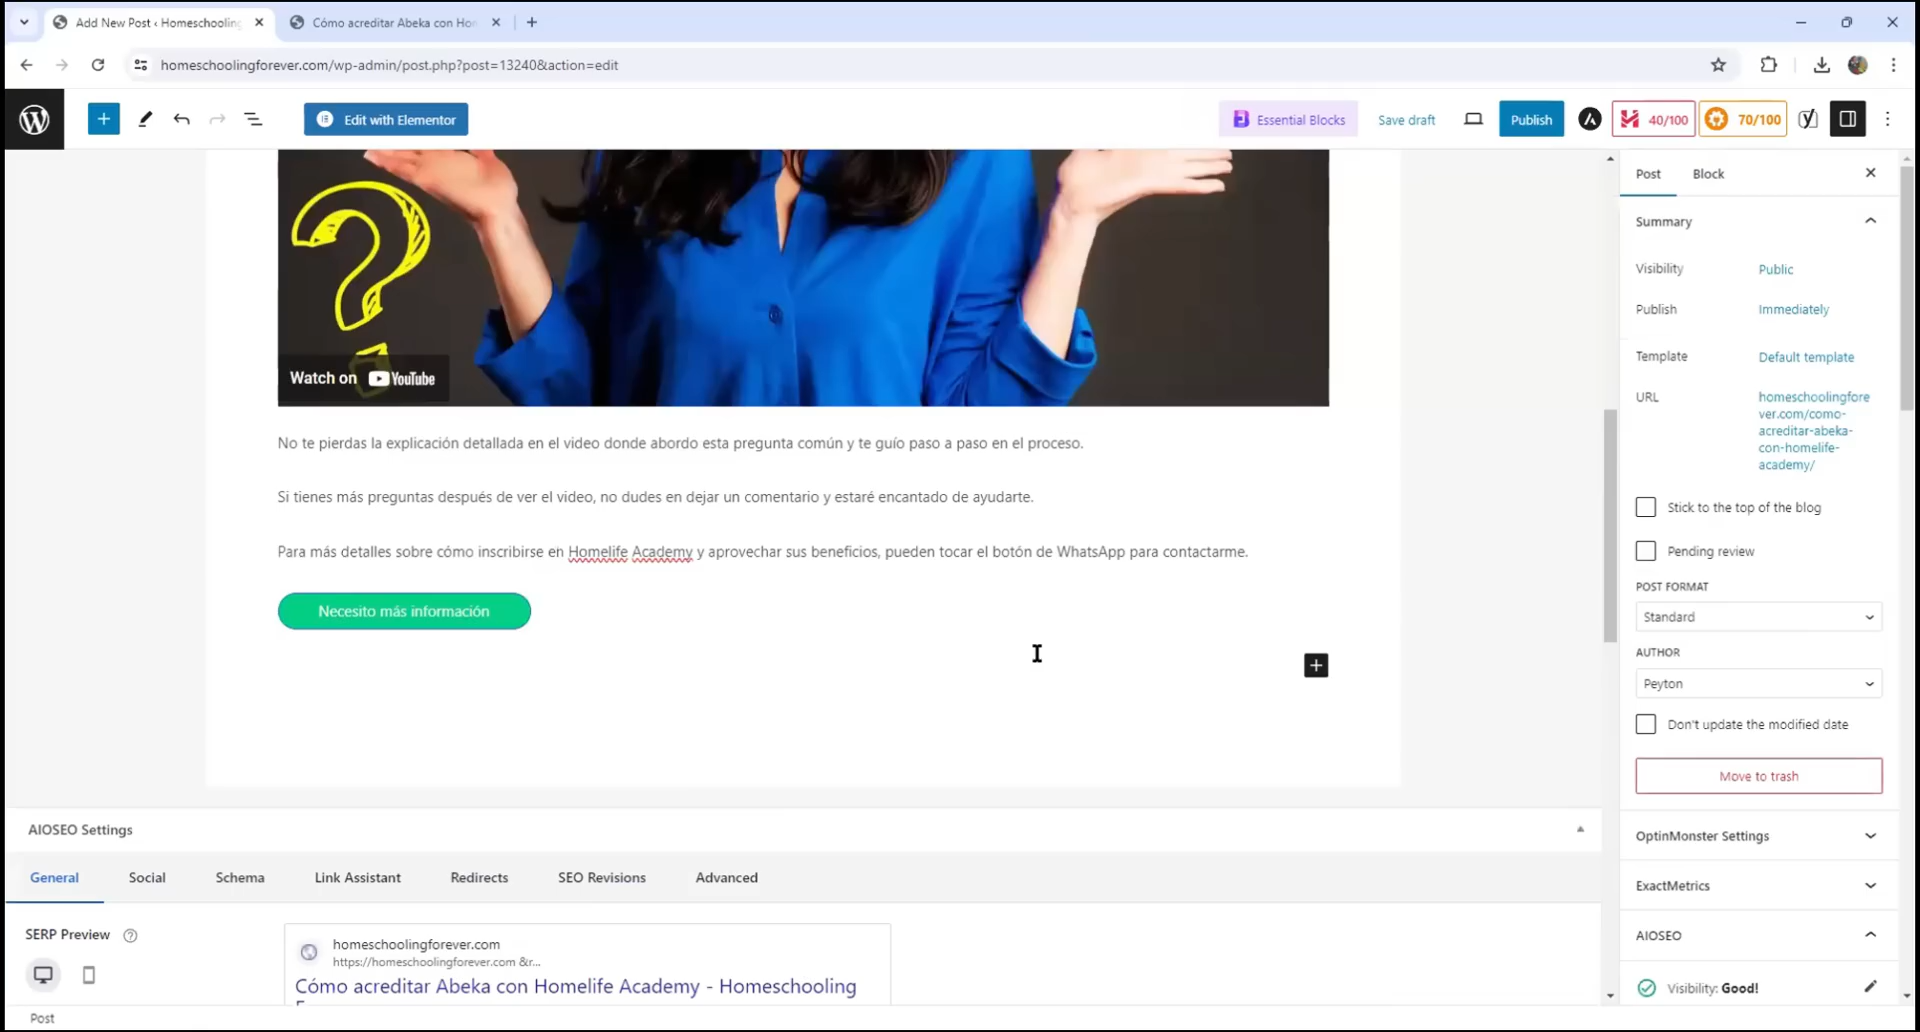 Add New Post ‹ Homeschooling
Cómo acreditar Abeka con Hom
homeschoolingforever.com/wp-admin/post.php?post=13240&action=edit
Edit with Elementor
Essential Blocks
Save draft
Publish
40/100
70/100
Watch on YouTube
No te pierdas la explicación detallada en el video donde abordo esta pregunta común y te guío paso a paso en el proceso.
Si tienes más preguntas después de ver el video, no dudes en dejar un comentario y estaré encantado de ayudarte.
Para más detalles sobre cómo inscribirse en Homelife Academy y aprovechar sus beneficios, pueden tocar el botón de WhatsApp para contactarme.
Necesito más información
Post Block
Summary
Visibility Public
Publish Immediately
Template Default template
URL homeschoolingfore
ver.com/como-
acreditar-abeka-
con-homelife-
academy/
Stick to the top of the blog
Pending review
POST FORMAT
Standard
AUTHOR
Peyton
Don't update the modified date
Move to trash
OptinMonster Settings
ExactMetrics
AIOSEO
Visibility: Good!
AIOSEO Settings
General Social Schema Link Assistant Redirects SEO Revisions Advanced
SERP Preview
homeschoolingforever.com
https://homeschoolingforever.com &r...
Cómo acreditar Abeka con Homelife Academy - Homeschooling
Post